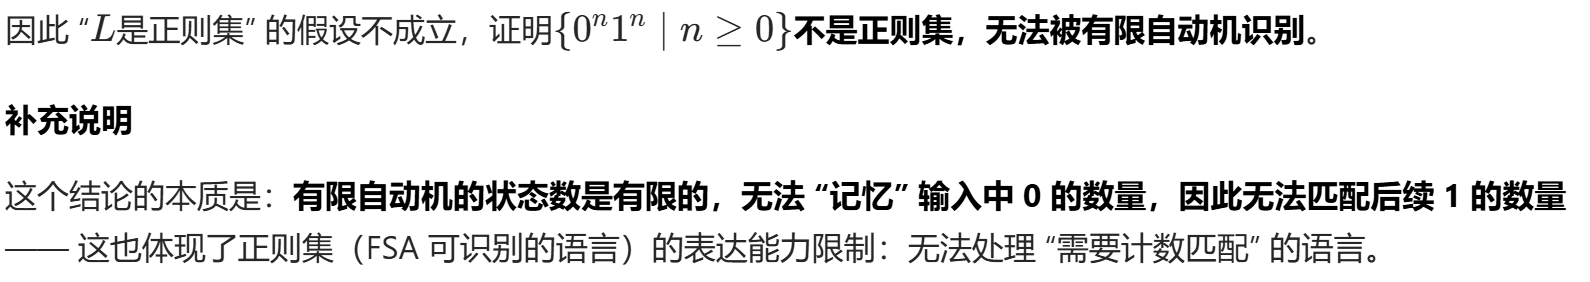 因此 “L是正则集” 的假设不成立，证明{0ⁿ1ⁿ | n ≥ 0}不是正则集，无法被有限自动机识别。
补充说明
这个结论的本质是：有限自动机的状态数是有限的，无法 “记忆” 输入中 0 的数量，因此无法匹配后续 1 的数量
—— 这也体现了正则集（FSA 可识别的语言）的表达能力限制：无法处理 “需要计数匹配” 的语言。